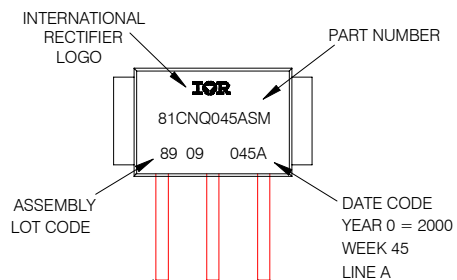 INTERNATIONAL
RECTIFIER
LOGO
PART NUMBER
IOR
81CNQ045ASM
89 09 045A
ASSEMBLY
LOT CODE
DATE CODE
YEAR 0 = 2000
WEEK 45
LINE A